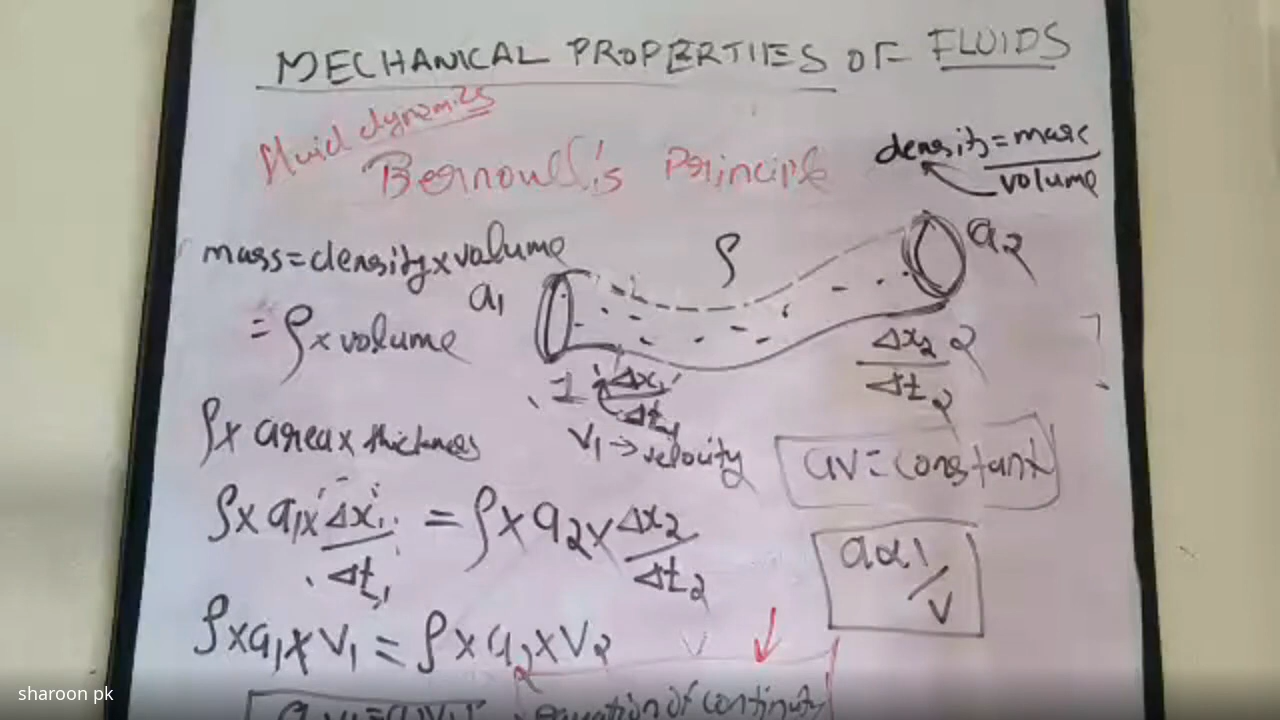 MECHANICAL PROPERTIES OF FLUIDS
fluid dynamics
Bernoulli's Principle
density = mass
volume
mass = density x volume
ρ
a2
a1
= ρ x volume
1
Δx1
Δt1
Δx2
Δt2
2
v1 → velocity
ρ x area x thickness
av = constant
ρ x a1 x Δx1/Δt1 = ρ x a2 x Δx2/Δt2
a α 1/v
ρ x a1 x v1 = ρ x a2 x v2
equation of continuity
sharoon pk